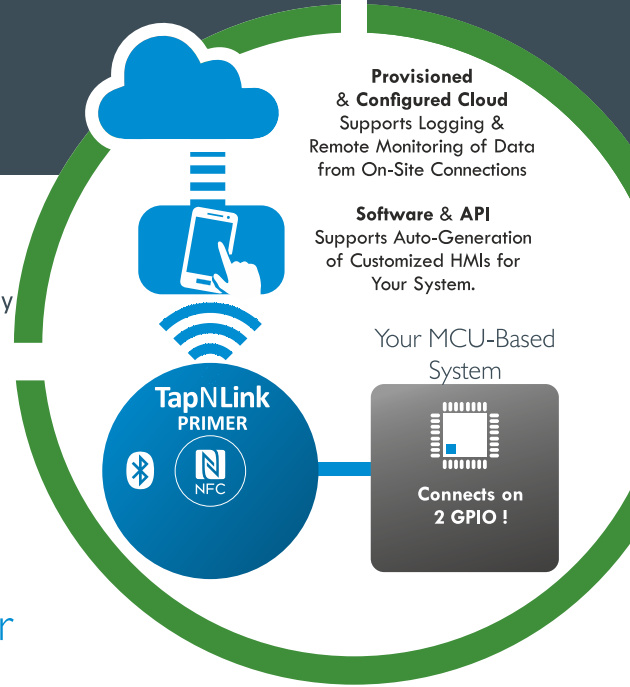 Provisioned
& Configured Cloud
Supports Logging &
Remote Monitoring of Data
from On-Site Connections
Software & API
Supports Auto-Generation
of Customized HMIs for
Your System.
y
Your MCU-Based
System
TapNLink
PRIMER
NFC
Connects on
2 GPIO !
r